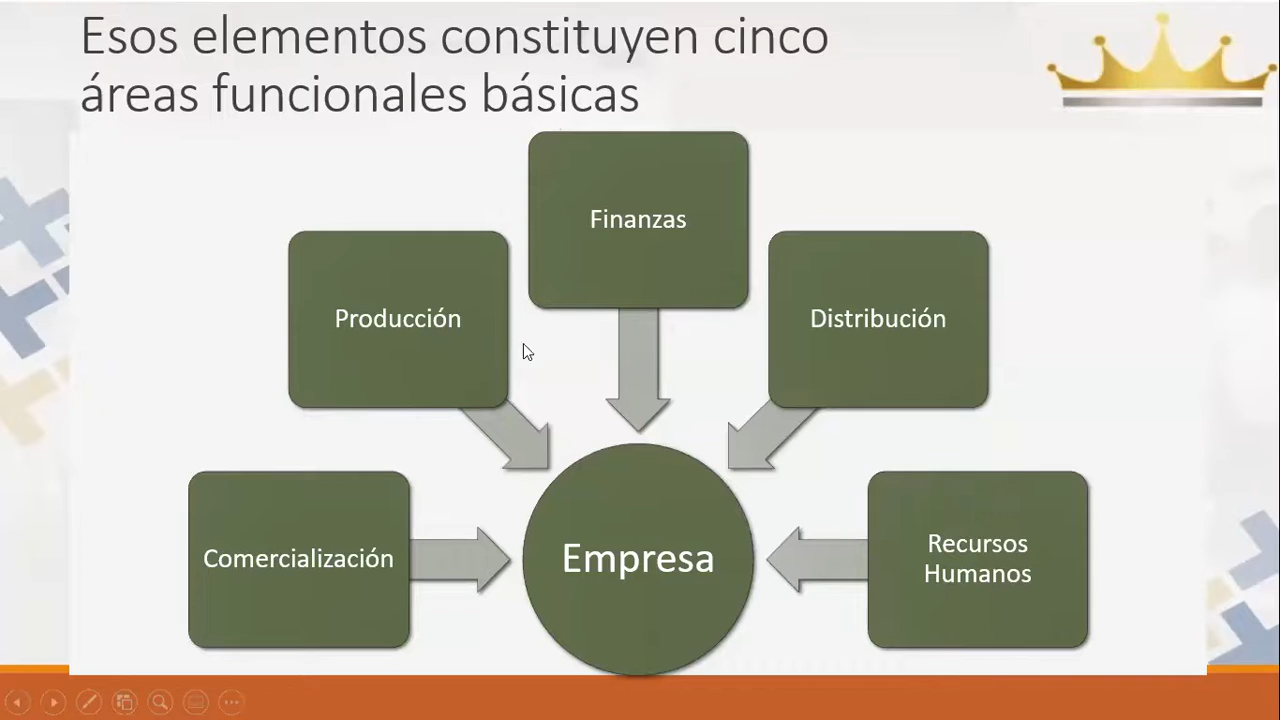 Esos elementos constituyen cinco
áreas funcionales básicas
Finanzas
Producción
Distribución
Comercialización
Empresa
Recursos
Humanos